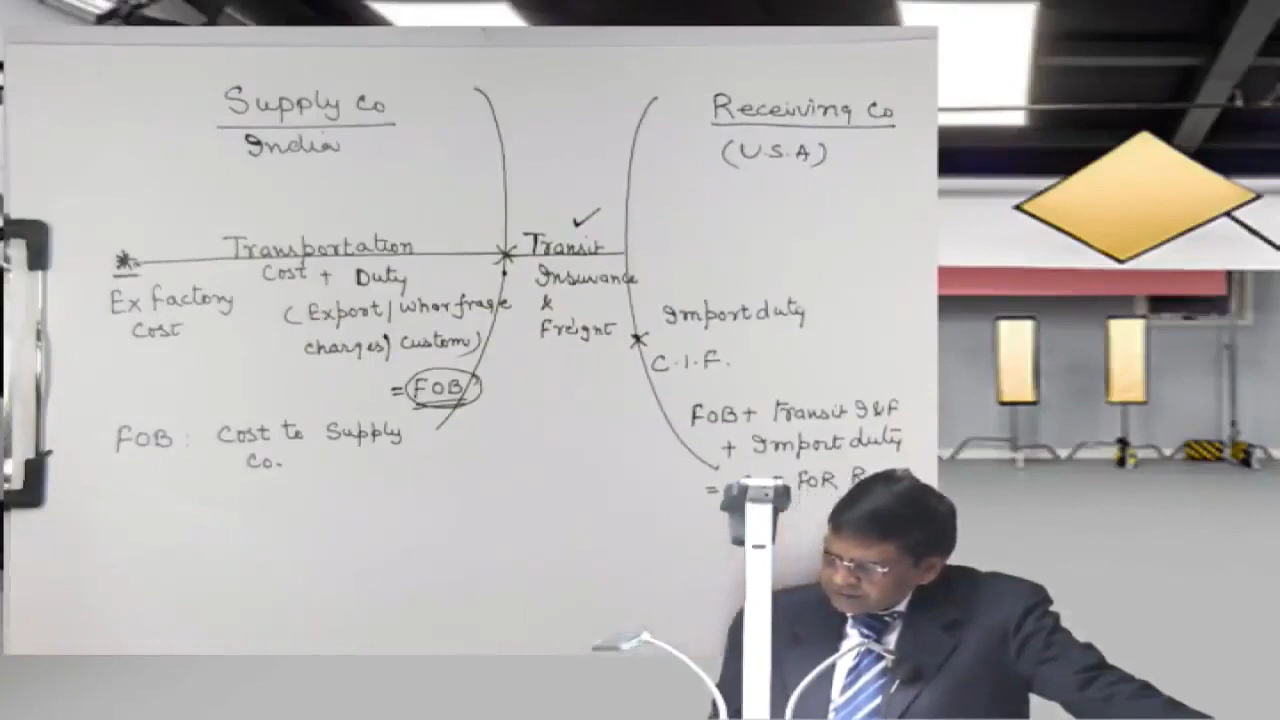 Supply Co
India
Receiving Co
(U.S.A)
Transportation
Cost + Duty
(Export/wharfrage
charges/custom)
= FOB
Ex factory
Cost
Transit
Insurance
&
Freight
Import duty
C.I.F.
FOB + Transit I&F
+ Import duty
= FOR
FOB: Cost to Supply
Co.